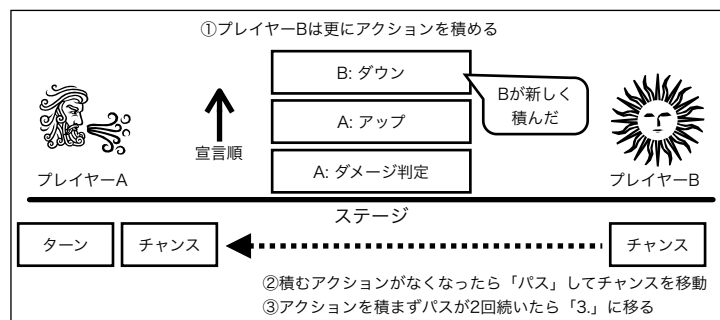 ①プレイヤーBは更にアクションを積める
B: ダウン
Bが新しく
積んだ
A: アップ
宣言順
A: ダメージ判定
プレイヤーA
プレイヤーB
ステージ
ターン
チャンス
チャンス
②積むアクションがなくなったら「パス」してチャンスを移動
③アクションを積まずパスが2回続いたら「3.」に移る